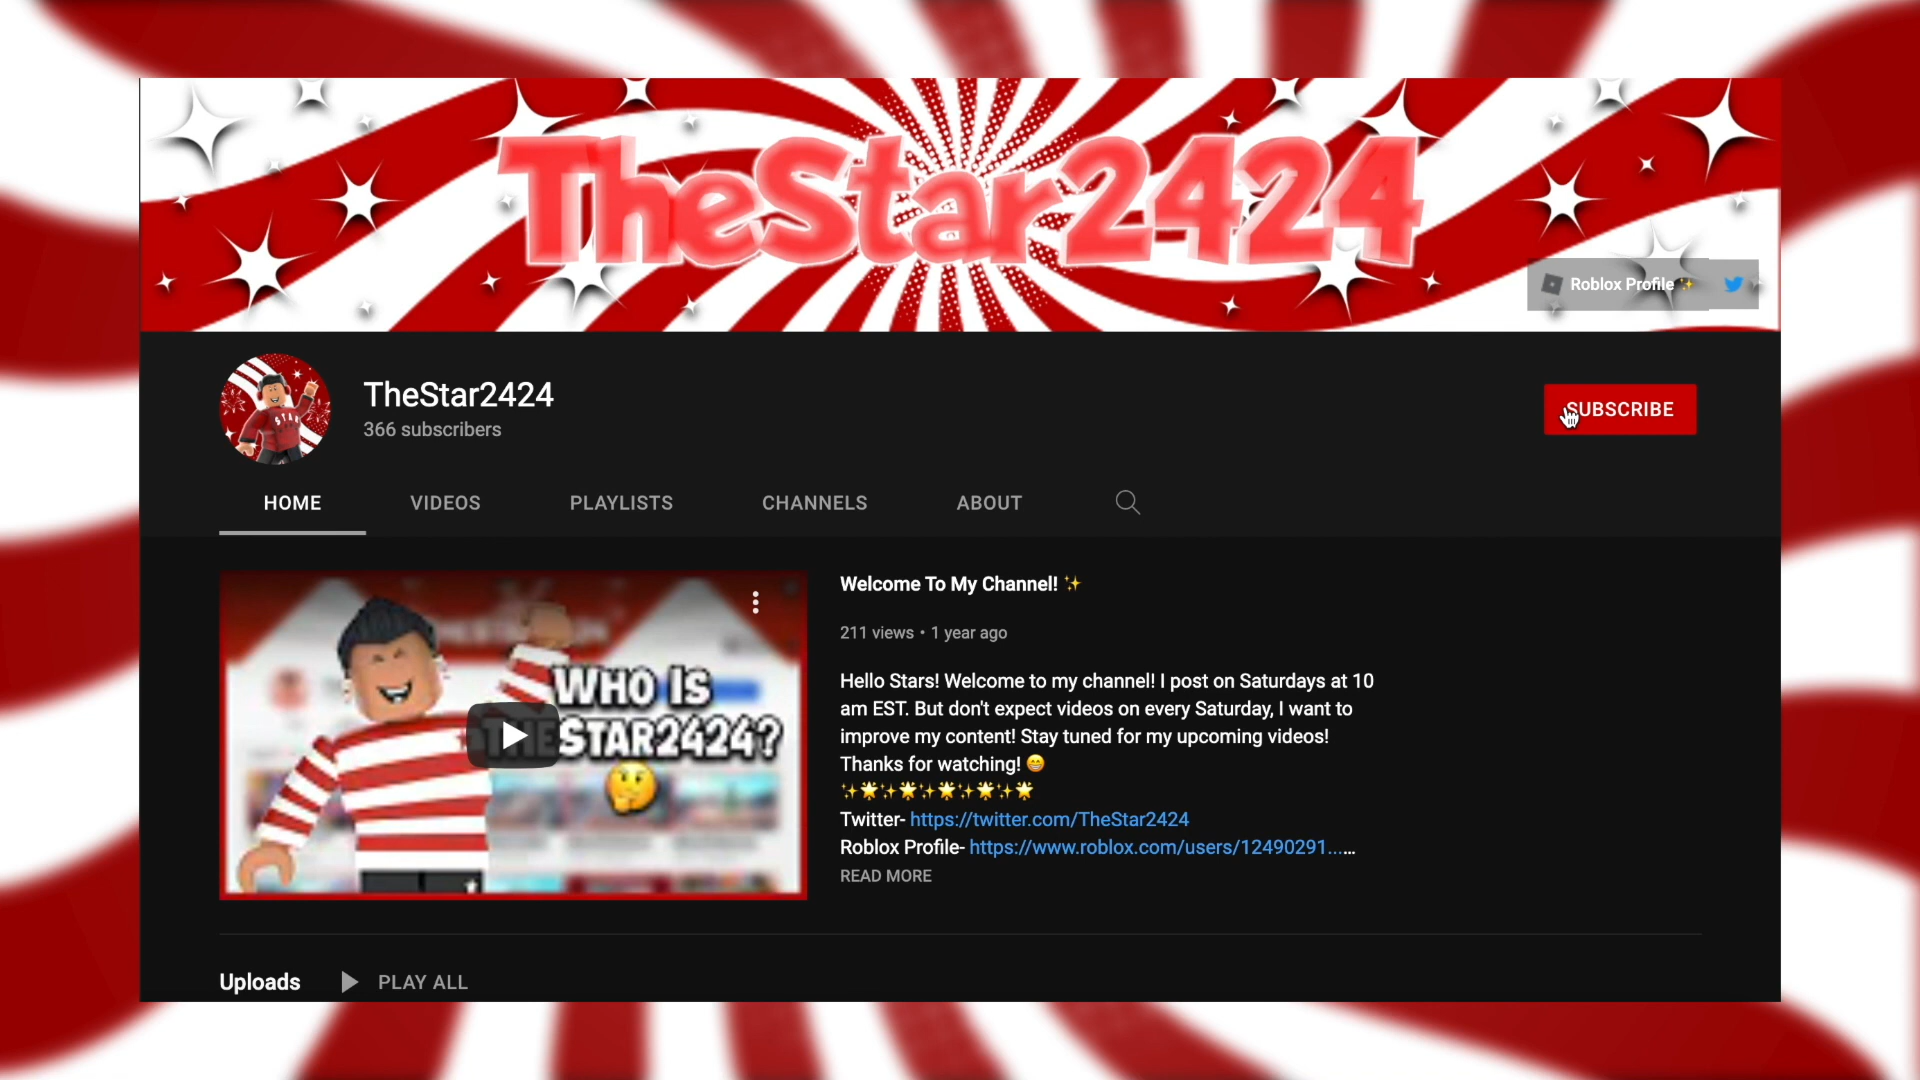 TheStar2424
Roblox Profile ✨
TheStar2424
366 subscribers
SUBSCRIBE
HOME VIDEOS PLAYLISTS CHANNELS ABOUT
WHO IS
THESTAR2424?
STAR
Welcome To My Channel! ✨
211 views • 1 year ago
Hello Stars! Welcome to my channel! I post on Saturdays at 10
am EST. But don't expect videos on every Saturday, I want to
improve my content! Stay tuned for my upcoming videos!
Thanks for watching! 😁
✨🌟✨🌟✨🌟✨🌟✨🌟
Twitter- https://twitter.com/TheStar2424
Roblox Profile- https://www.roblox.com/users/12490291......
READ MORE
Uploads PLAY ALL